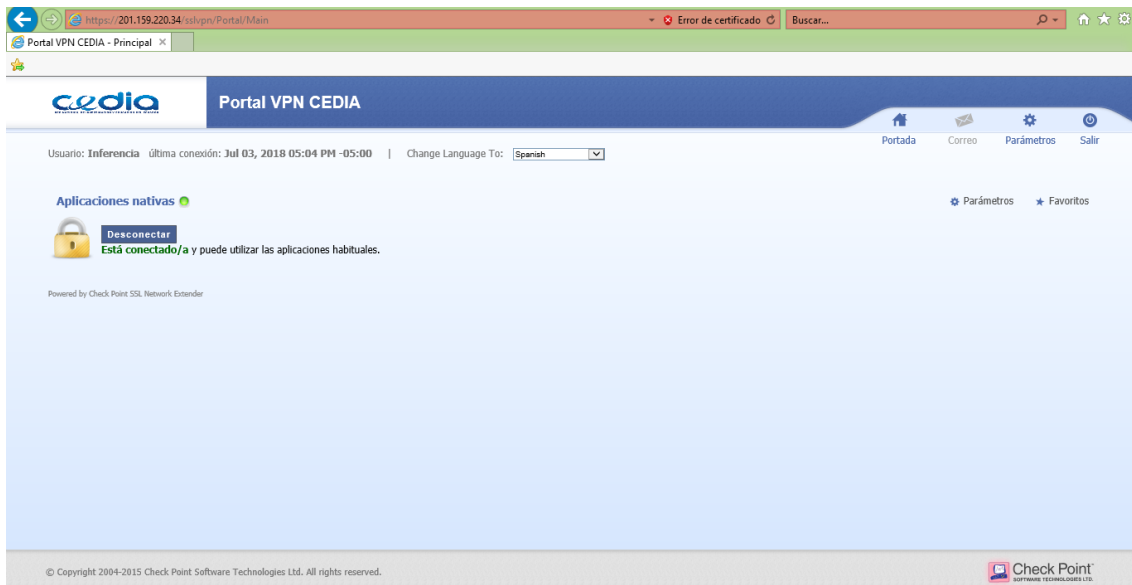 https://201.159.220.34/sslvpn/Portal/Main
Error de certificado
Buscar...
Portal VPN CEDIA - Principal
cedia
Portal VPN CEDIA
Portada
Correo
Parámetros
Salir
Usuario: Inferencia última conexión: Jul 03, 2018 05:04 PM -05:00 | Change Language To: Spanish
Aplicaciones nativas
Parámetros
Favoritos
Desconectar
Está conectado/a y puede utilizar las aplicaciones habituales.
Powered by Check Point SSL Network Extender
© Copyright 2004-2015 Check Point Software Technologies Ltd. All rights reserved.
Check Point
SOFTWARE TECHNOLOGIES LTD.